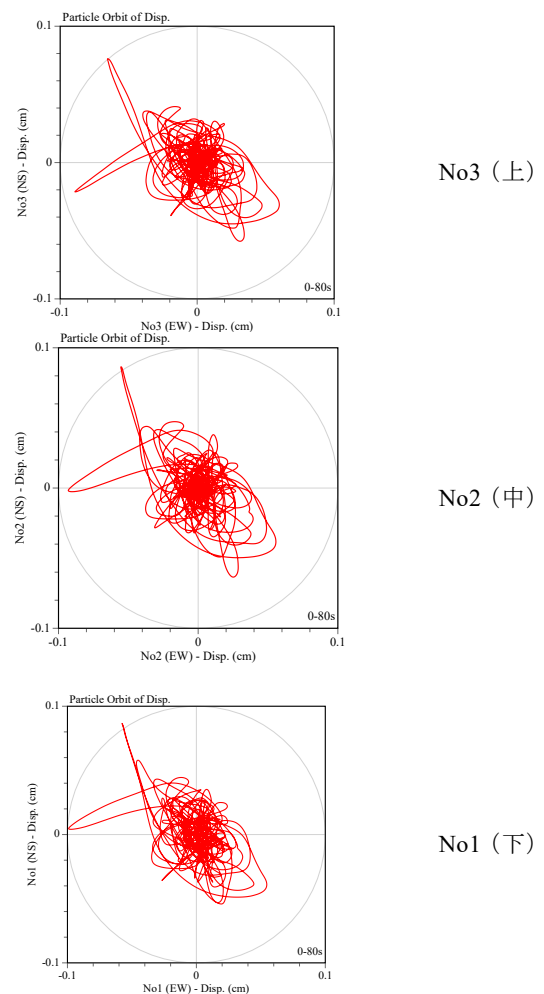 Particle Orbit of Disp.
0.1
No3 (NS) - Disp. (cm)
0
No3（上）
0-80s
-0.1
-0.1 0 0.1
No3 (EW) - Disp. (cm)
Particle Orbit of Disp.
0.1
No2 (NS) - Disp. (cm)
0
No2（中）
0-80s
-0.1
-0.1 0 0.1
No2 (EW) - Disp. (cm)
Particle Orbit of Disp.
0.1
No1 (NS) - Disp. (cm)
0
No1（下）
0-80s
-0.1
-0.1 0 0.1
No1 (EW) - Disp. (cm)